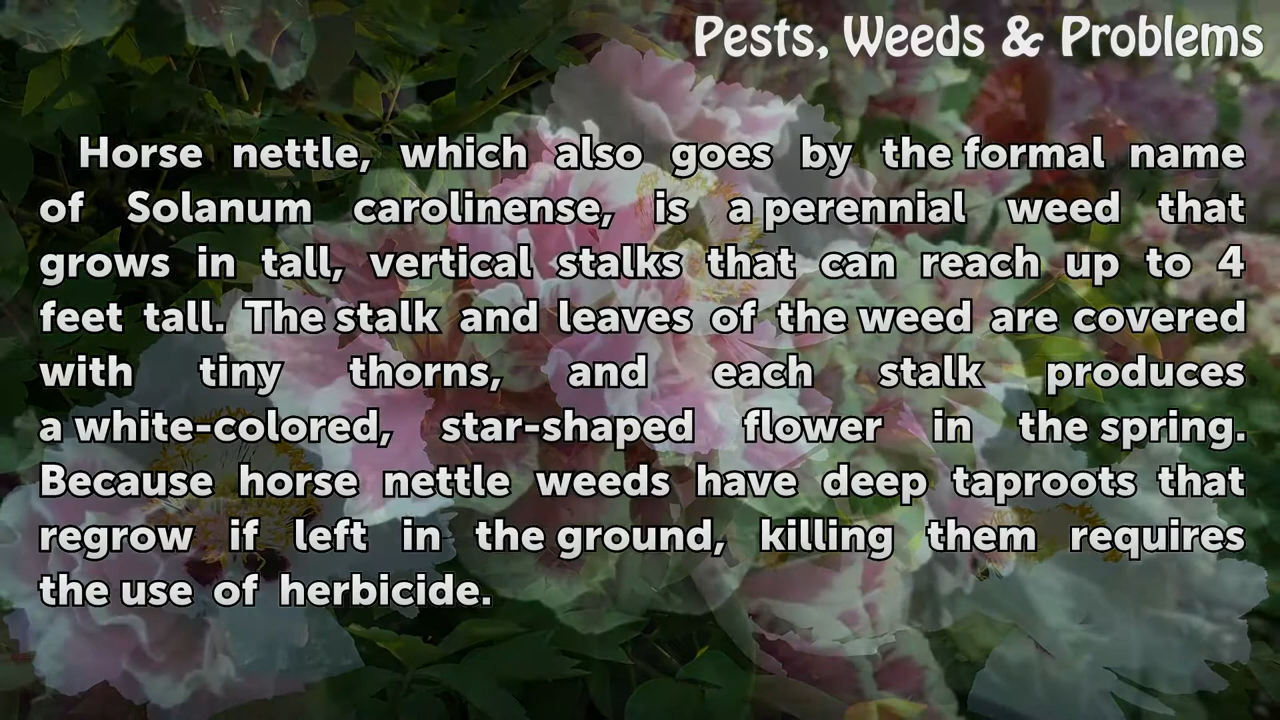 Pests, Weeds & Problems
Horse nettle, which also goes by the formal name
of Solanum carolinense, is a perennial weed that
grows in tall, vertical stalks that can reach up to 4
feet tall. The stalk and leaves of the weed are covered
with tiny thorns, and each stalk produces
a white-colored, star-shaped flower in the spring.
Because horse nettle weeds have deep taproots that
regrow if left in the ground, killing them requires
the use of herbicide.